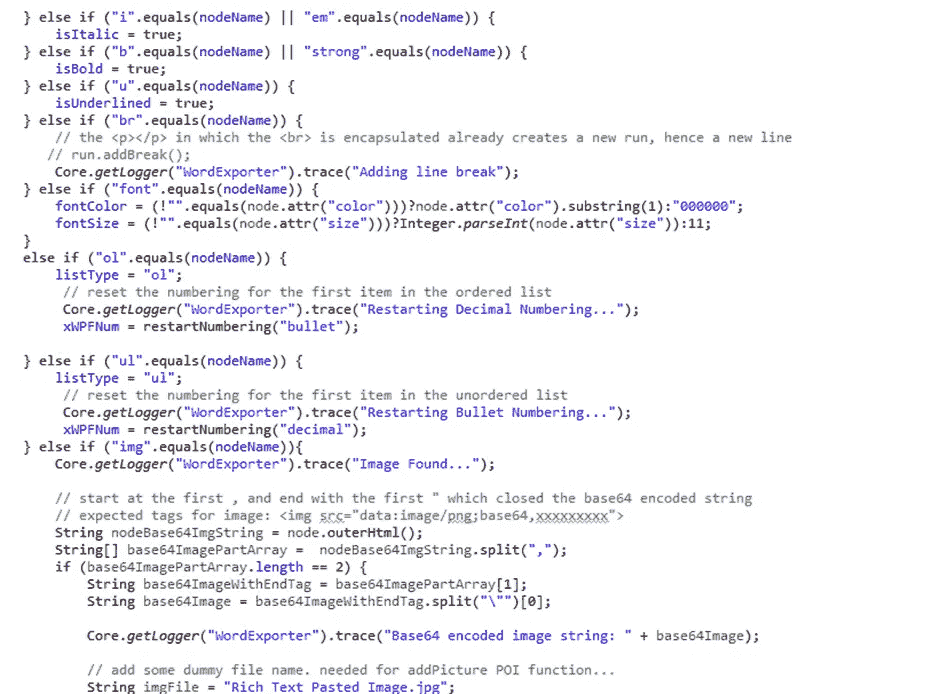 } else if ("i".equals(nodeName) || "em".equals(nodeName)) {
    isItalic = true;
} else if ("b".equals(nodeName) || "strong".equals(nodeName)) {
    isBold = true;
} else if ("u".equals(nodeName)) {
    isUnderlined = true;
} else if ("br".equals(nodeName)) {
    // the <p></p> in which the <br> is encapsulated already creates a new run, hence a new line
   // run.addBreak();
    Core.getLogger("WordExporter").trace("Adding line break");
} else if ("font".equals(nodeName)) {
    fontColor = (!"".equals(node.attr("color")))?node.attr("color").substring(1):"000000";
    fontSize = (!"".equals(node.attr("size")))?Integer.parseInt(node.attr("size")):11;
}
else if ("ol".equals(nodeName)) {
    listType = "ol";
     // reset the numbering for the first item in the ordered list
     Core.getLogger("WordExporter").trace("Restarting Decimal Numbering...");
     xWPFNum = restartNumbering("bullet");

} else if ("ul".equals(nodeName)) {
    listType = "ul";
     // reset the numbering for the first item in the unordered list
     Core.getLogger("WordExporter").trace("Restarting Bullet Numbering...");
     xWPFNum = restartNumbering("decimal");
} else if ("img".equals(nodeName)){
    Core.getLogger("WordExporter").trace("Image Found...");

    // start at the first , and end with the first " which closed the base64 encoded string
    // expected tags for image: <img src="data:image/png;base64,xxxxxxxxx">
    String nodeBase64ImgString = node.outerHtml();
    String[] base64ImagePartArray =  nodeBase64ImgString.split(",");
    if (base64ImagePartArray.length == 2) {
        String base64ImageWithEndTag = base64ImagePartArray[1];
        String base64Image = base64ImageWithEndTag.split("\"")[0];

        Core.getLogger("WordExporter").trace("Base64 encoded image string: " + base64Image);

        // add some dummy file name. needed for addPicture POI function...
        String imgFile = "Rich Text Pasted Image.jpg";